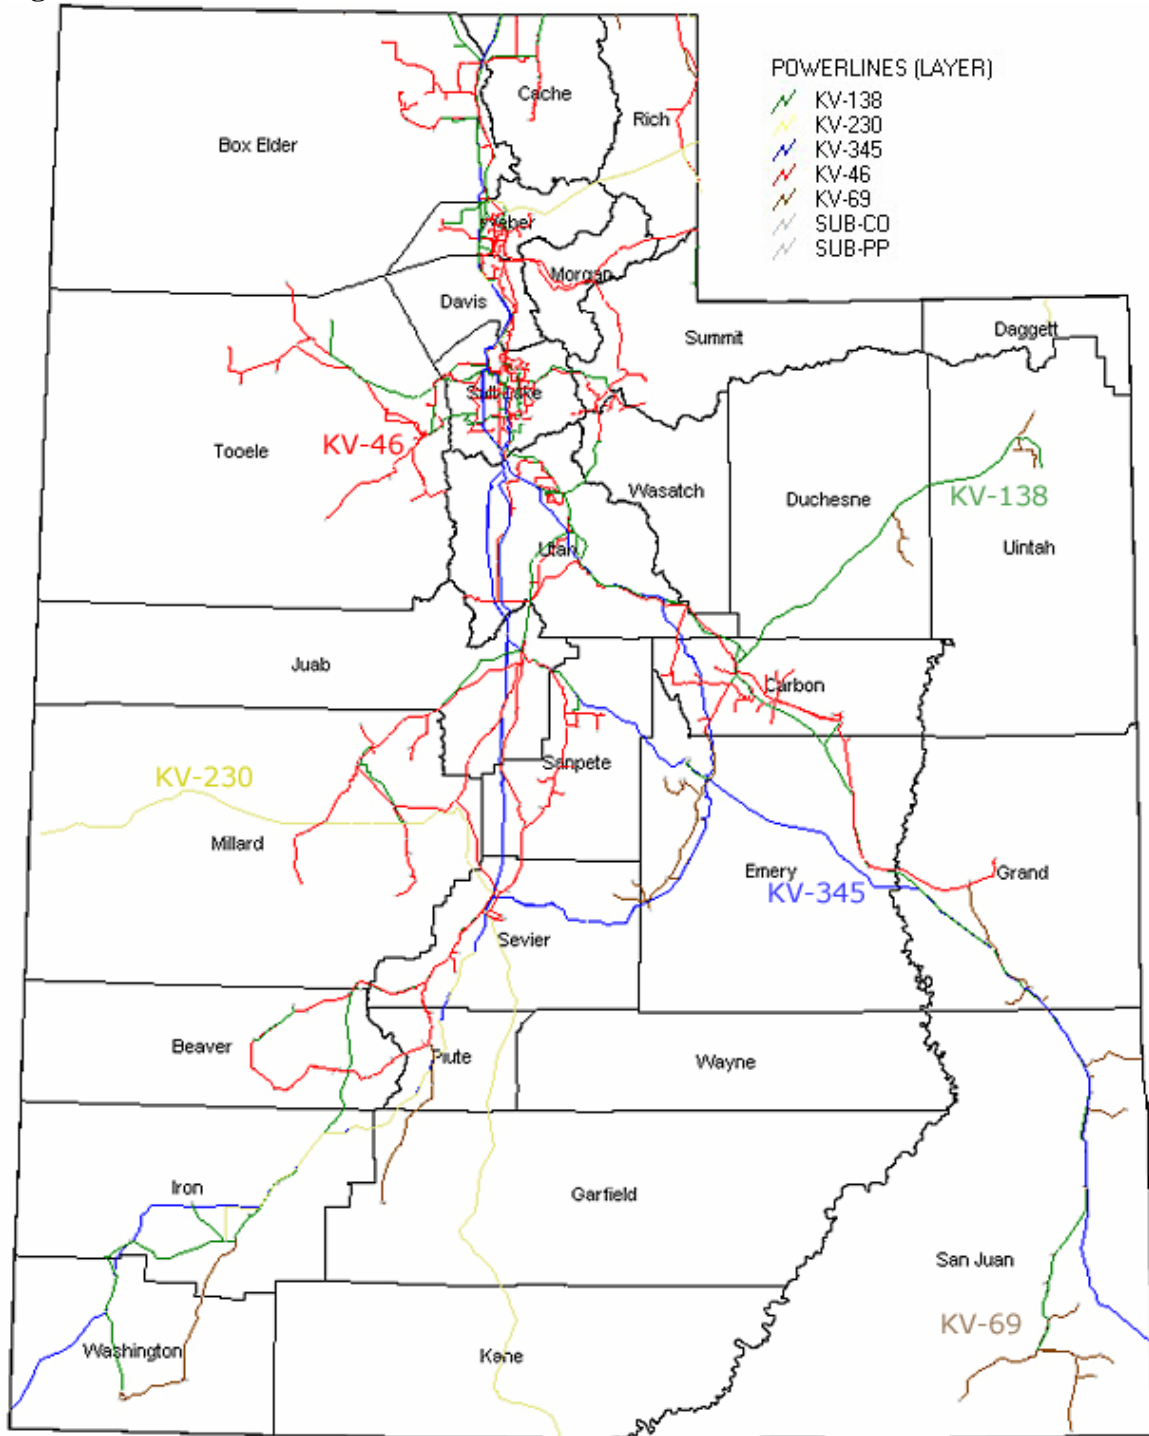 POWERLINES (LAYER)
KV-138
KV-230
KV-345
KV-46
KV-69
SUB-CO
SUB-PP
Cache
Rich
Box Elder
Weber
Morgan
Davis
Summit
Daggett
Salt Lake
KV-46
Tooele
Wasatch
Duchesne
KV-138
Utah
Uintah
Juab
Carbon
Sanpete
KV-230
Millard
Emery
Grand
KV-345
Sevier
Beaver
Piute
Wayne
Iron
Garfield
San Juan
KV-69
Washington
Kane